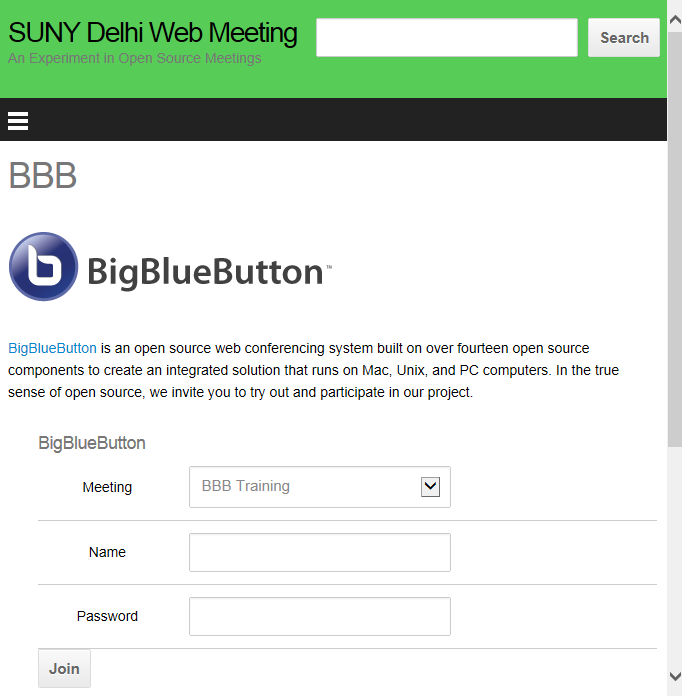 SUNY Delhi Web Meeting
Search
An Experiment in Open Source Meetings
BBB
b BigBlueButton™
BigBlueButton is an open source web conferencing system built on over fourteen open source
components to create an integrated solution that runs on Mac, Unix, and PC computers. In the true
sense of open source, we invite you to try out and participate in our project.
BigBlueButton
Meeting BBB Training
Name
Password
Join